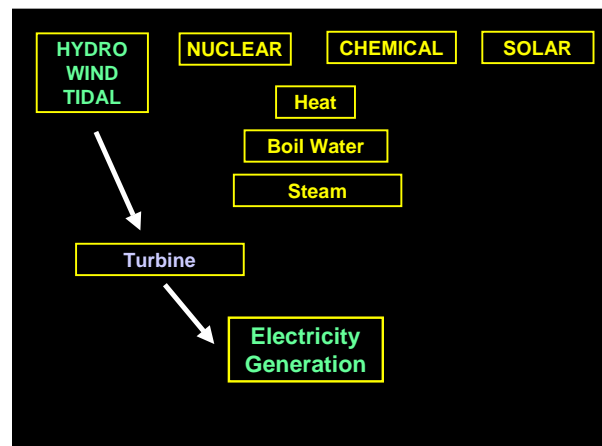 HYDRO
WIND
TIDAL
NUCLEAR
CHEMICAL
SOLAR
Heat
Boil Water
Steam
Turbine
Electricity
Generation